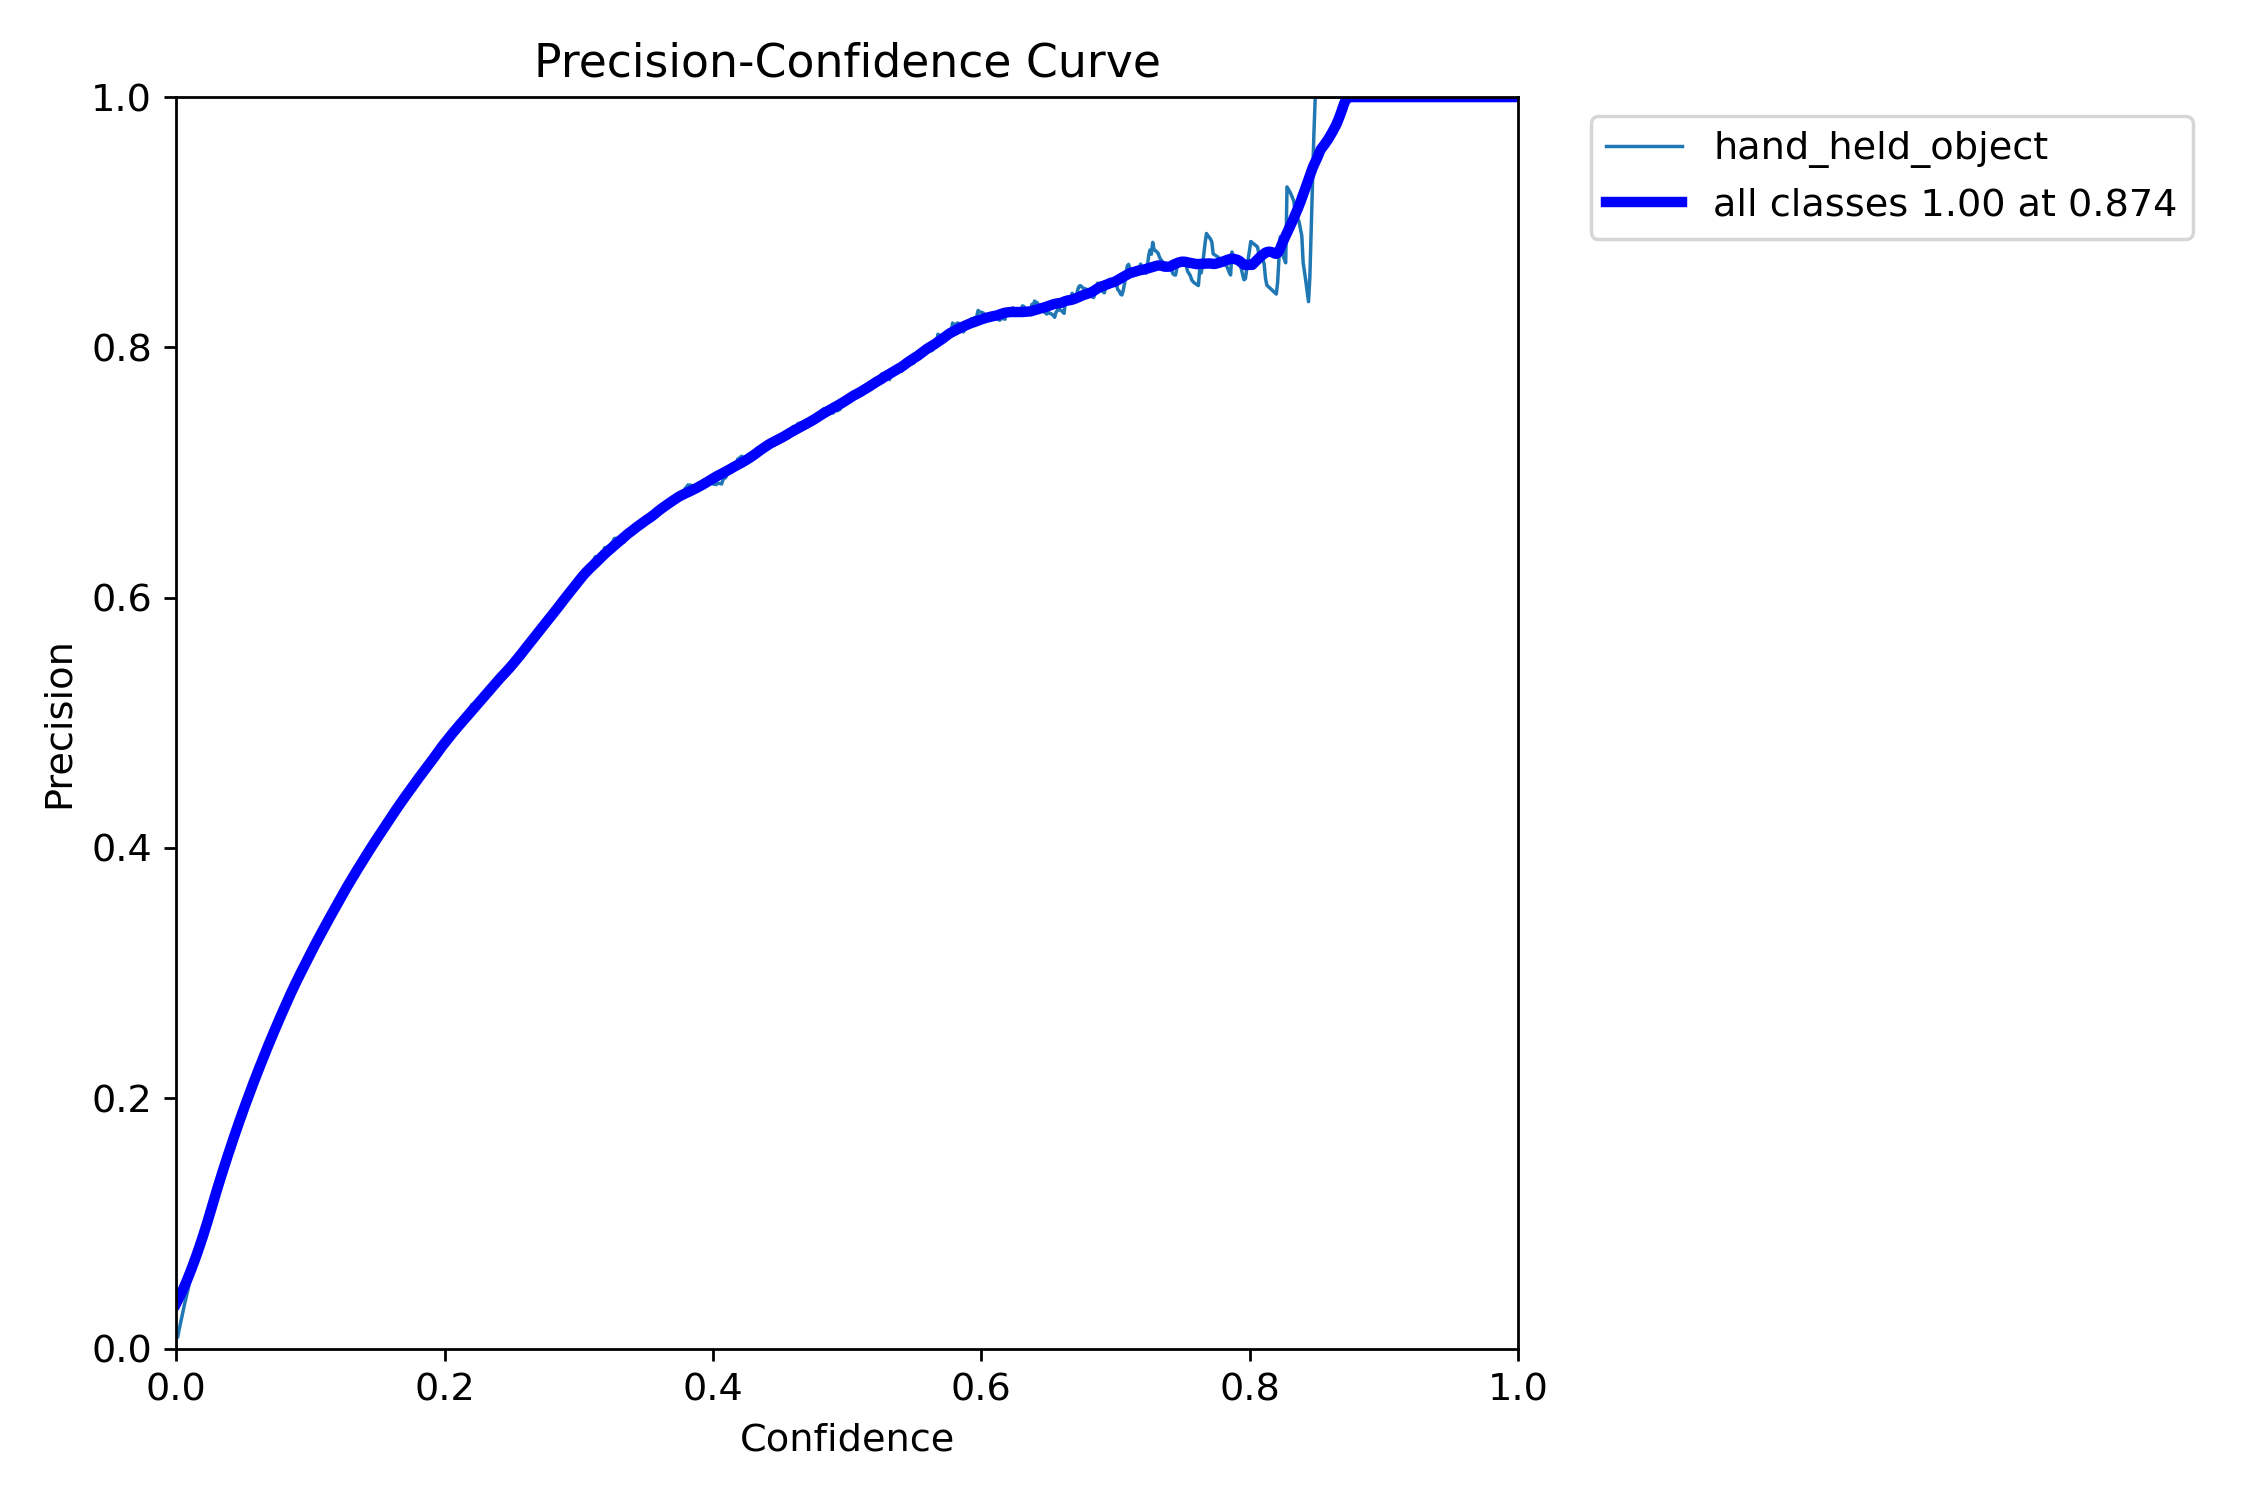 Precision-Confidence Curve
hand_held_object
all classes 1.00 at 0.874
Precision
1.0
0.8
0.6
0.4
0.2
0.0
0.0 0.2 0.4 0.6 0.8 1.0
Confidence